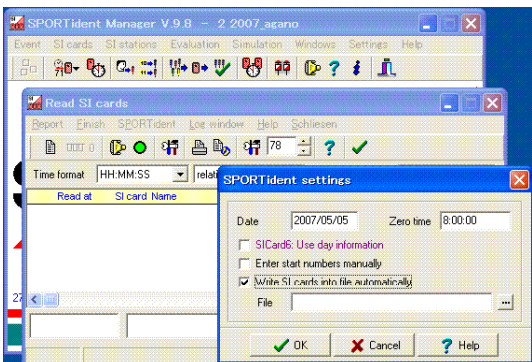 SPORTident Manager V.9.8 － 2 2007_agano
Event SI cards SI stations Evaluation Simulation Windows Settings Help
Read SI cards
Report Finish SPORTident Log window Help Schliesen
78
Time format HH:MM:SS
Read at SI card Name
SPORTident settings
Date 2007/05/05 Zero time 8:00:00
SICard6: Use day information
Enter start numbers manually
Write SI cards into file automatically
File ...
OK Cancel Help
27